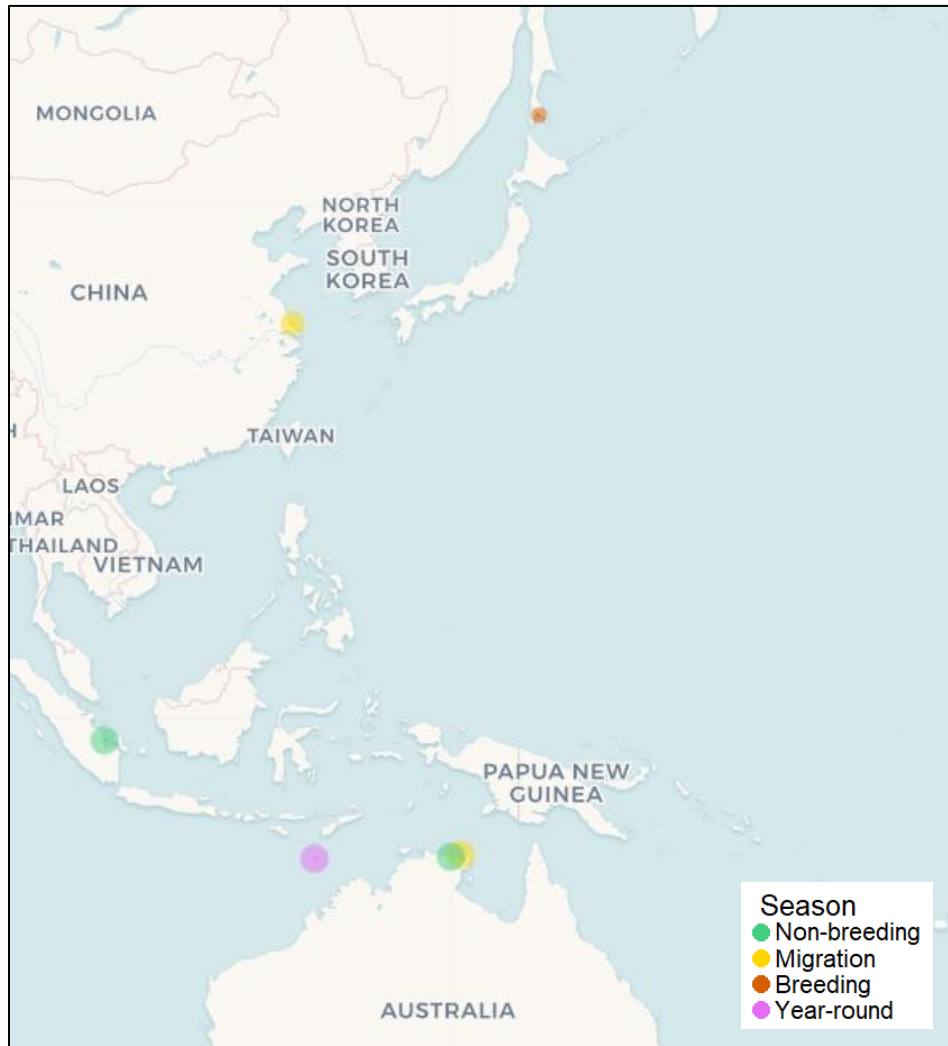 MONGOLIA
NORTH
KOREA
SOUTH
KOREA
CHINA
TAIWAN
H
LAOS
IMAR
THAILAND
VIETNAM
PAPUA NEW
GUINEA
AUSTRALIA
Season
Non-breeding
Migration
Breeding
Year-round